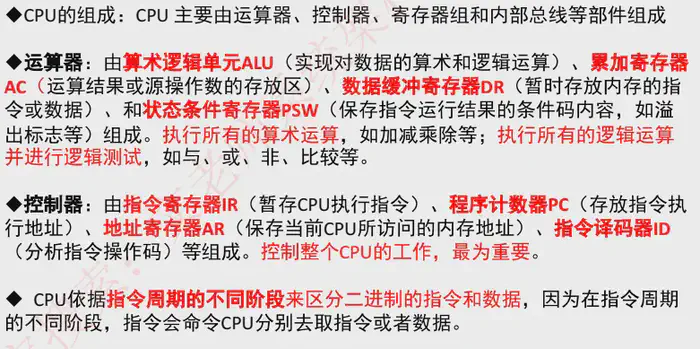 ◆CPU的组成：CPU 主要由运算器、控制器、寄存器组和内部总线等部件组成
◆运算器：由算术逻辑单元ALU（实现对数据的算术和逻辑运算）、累加寄存器
AC（运算结果或源操作数的存放区）、数据缓冲寄存器DR（暂时存放内存的指
令或数据）、和状态条件寄存器PSW（保存指令运行结果的条件码内容，如溢
出标志等）组成。执行所有的算术运算，如加减乘除等；执行所有的逻辑运算
并进行逻辑测试，如与、或、非、比较等。
◆控制器：由指令寄存器IR（暂存CPU执行指令）、程序计数器PC（存放指令执
行地址）、地址寄存器AR（保存当前CPU所访问的内存地址）、指令译码器ID
（分析指令操作码）等组成。控制整个CPU的工作，最为重要。
◆ CPU依据指令周期的不同阶段来区分二进制的指令和数据，因为在指令周期
的不同阶段，指令会命令CPU分别去取指令或者数据。